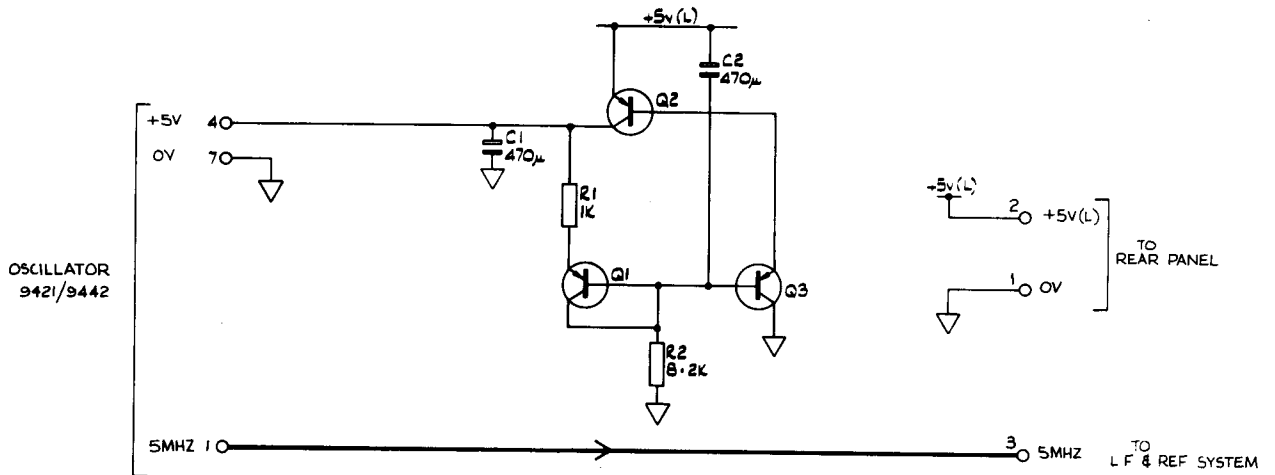 +5v(L)
C2
470μ
Q2
+5V 4
C1
470μ
0V 7
R1
1K
+5v(L)
2 +5v(L)
TO
REAR PANEL
OSCILLATOR
9421/9442
Q1
Q3
1 0V
R2
8·2K
5MHZ 1
3 5MHZ
TO
LF & REF SYSTEM